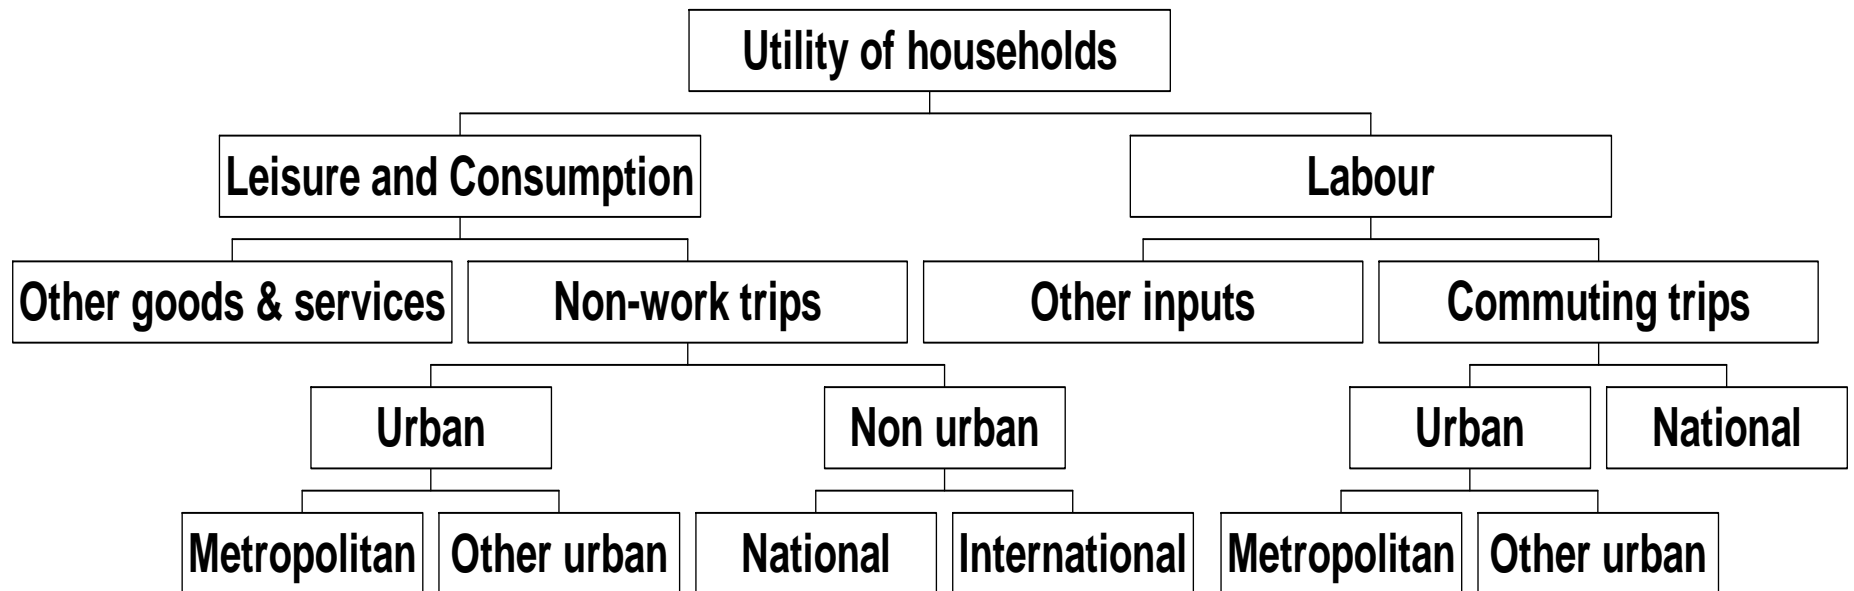 Utility of households
Leisure and Consumption
Labour
Other goods & services
Non-work trips
Other inputs
Commuting trips
Urban
Non urban
Urban
National
Metropolitan
Other urban
National
International
Metropolitan
Other urban